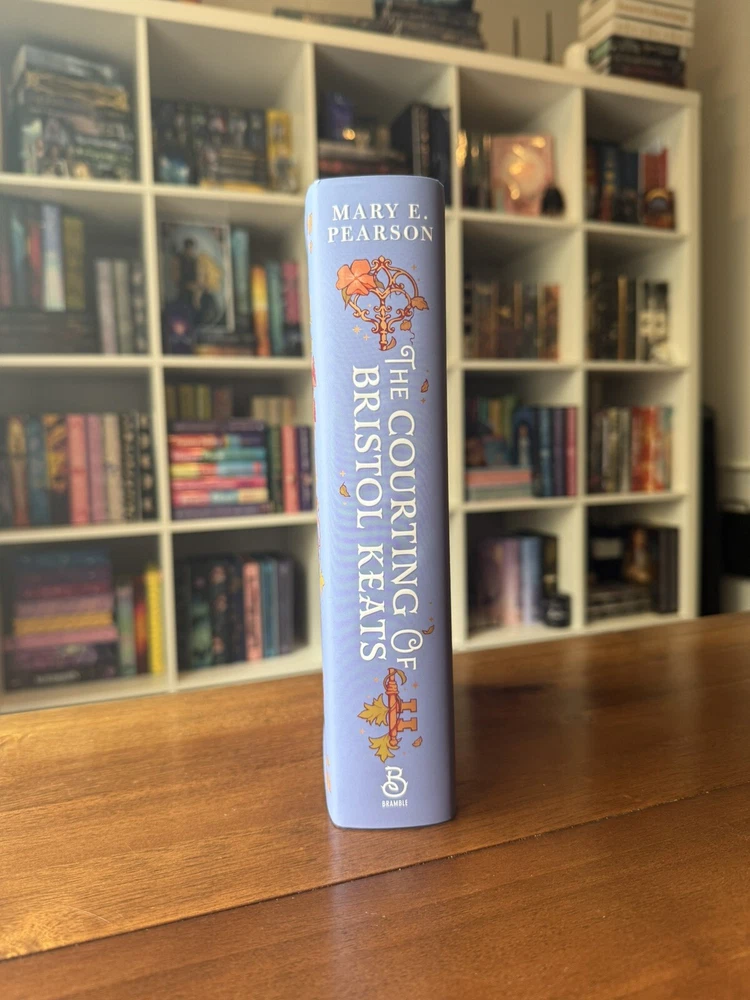 MARY E.
PEARSON
THE COURTING OF
BRISTOL KEATS
B
BRAMBLE